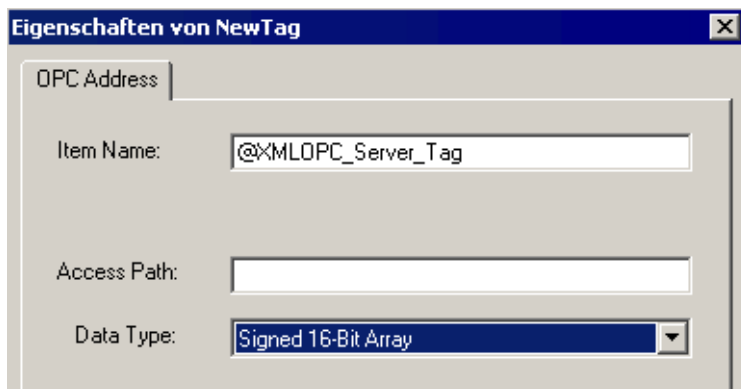 Eigenschaften von NewTag
OPC Address
Item Name: @XMLOPC_Server_Tag
Access Path:
Data Type: Signed 16-Bit Array